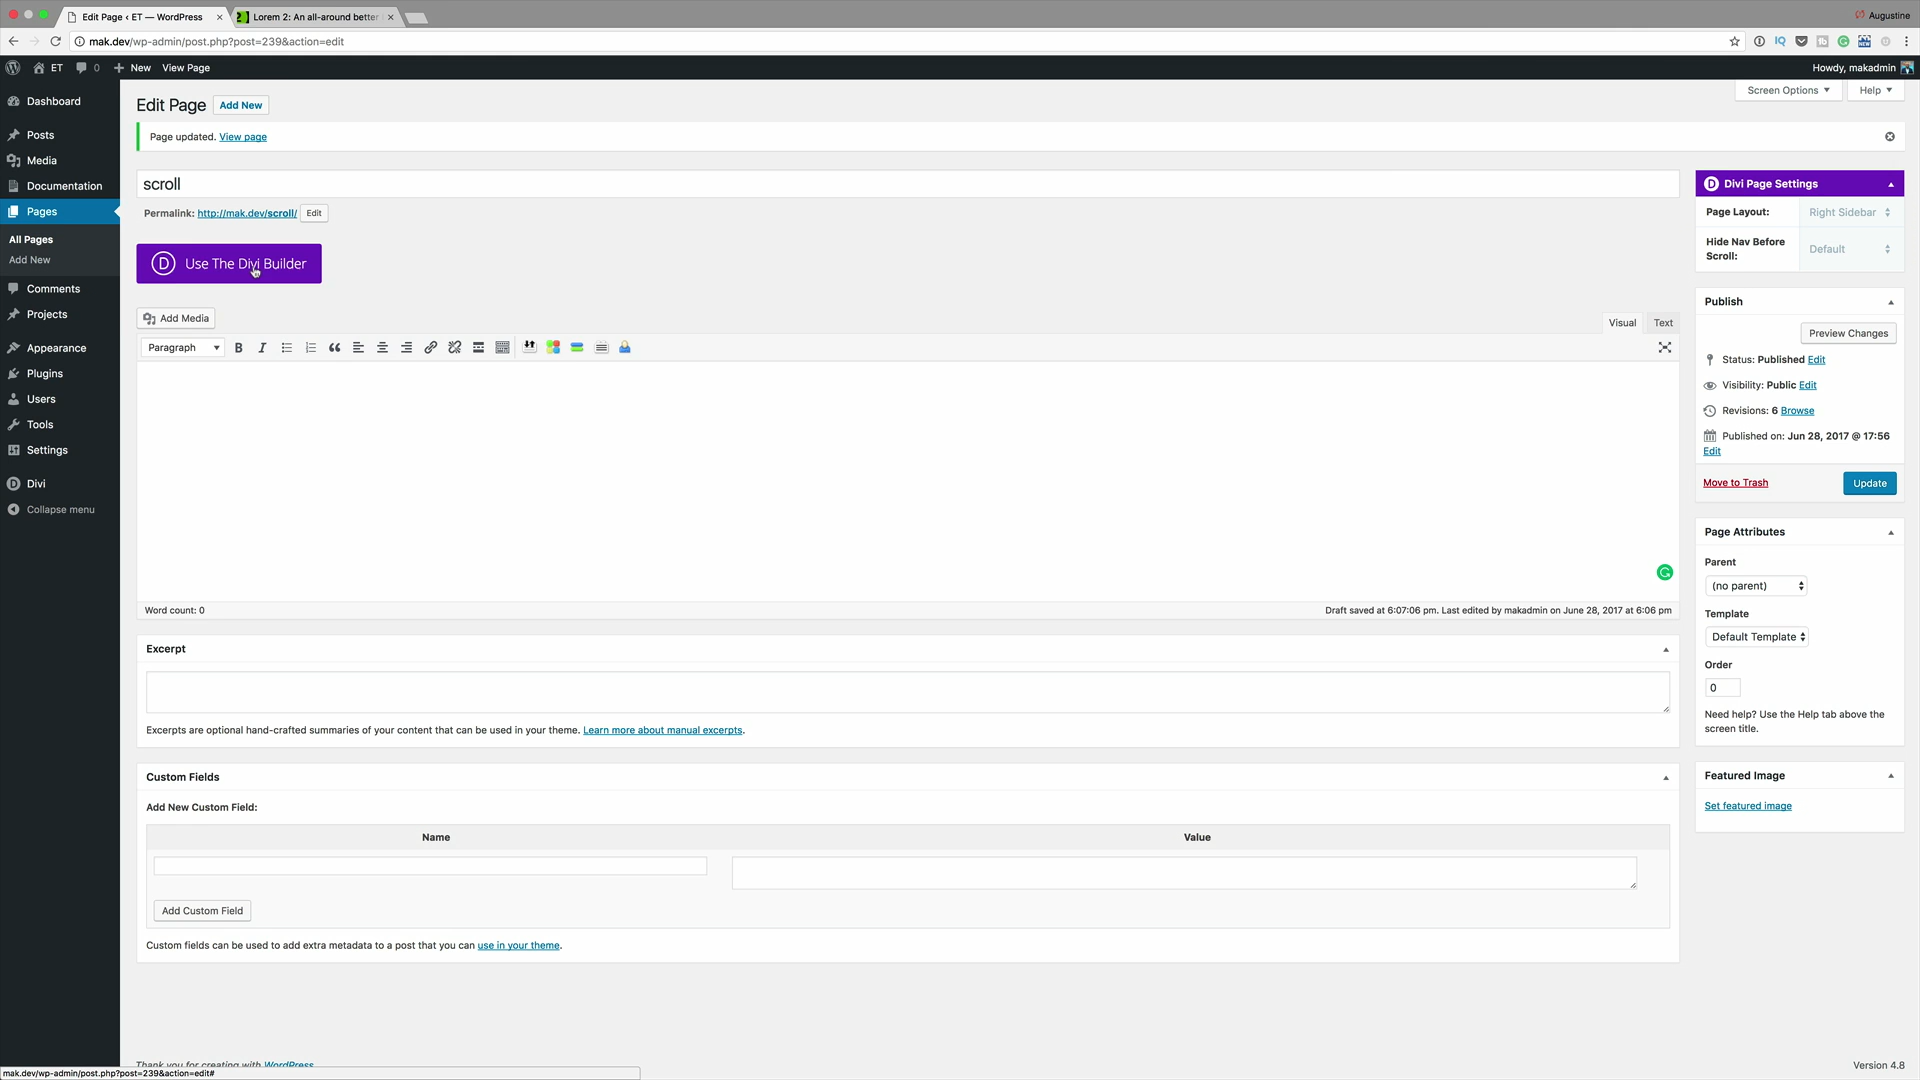 Edit Page ‹ ET — WordPress
Lorem 2: An all-around better
Augustine
mak.dev/wp-admin/post.php?post=239&action=edit
ET 0 New View Page Howdy, makadmin
Screen Options Help
Dashboard
Posts
Media
Documentation
Pages
All Pages
Add New
Comments
Projects
Appearance
Plugins
Users
Tools
Settings
Divi
Collapse menu
Edit Page Add New
Page updated. View page
scroll
Permalink: http://mak.dev/scroll/ Edit
Use The Divi Builder
Add Media
Visual Text
Paragraph
Word count: 0
Draft saved at 6:07:06 pm. Last edited by makadmin on June 28, 2017 at 6:06 pm
Excerpt
Excerpts are optional hand-crafted summaries of your content that can be used in your theme. Learn more about manual excerpts.
Custom Fields
Add New Custom Field:
Name Value
Add Custom Field
Custom fields can be used to add extra metadata to a post that you can use in your theme.
Divi Page Settings
Page Layout: Right Sidebar
Hide Nav Before
Scroll:
Default
Publish
Preview Changes
Status: Published Edit
Visibility: Public Edit
Revisions: 6 Browse
Published on: Jun 28, 2017 @ 17:56
Edit
Move to Trash Update
Page Attributes
Parent
(no parent)
Template
Default Template
Order
0
Need help? Use the Help tab above the
screen title.
Featured Image
Set featured image
Thank you for creating with WordPress
Version 4.8
mak.dev/wp-admin/post.php?post=239&action=edit#